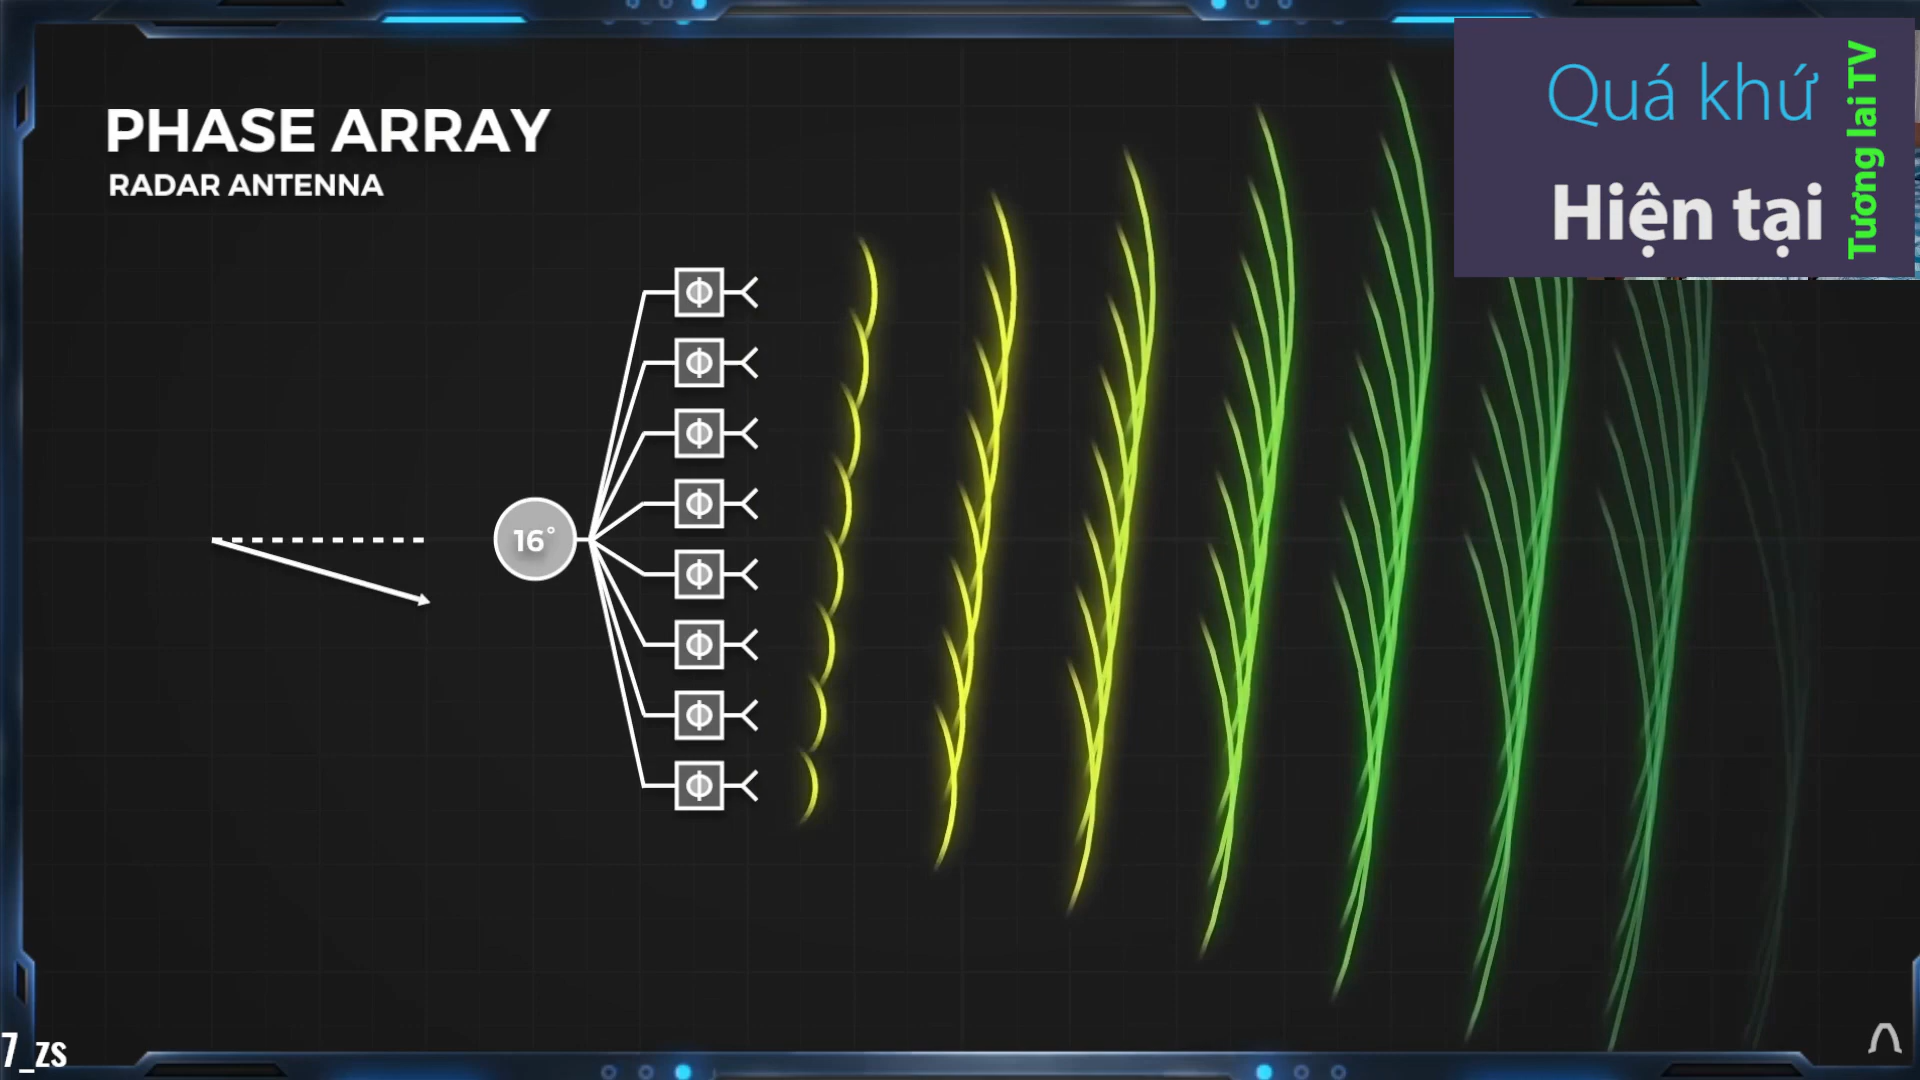 PHASE ARRAY
RADAR ANTENNA
Quá khứ
Hiện tại
Tương lai TV
16°
Φ
Φ
Φ
Φ
Φ
Φ
Φ
Φ
7_zs